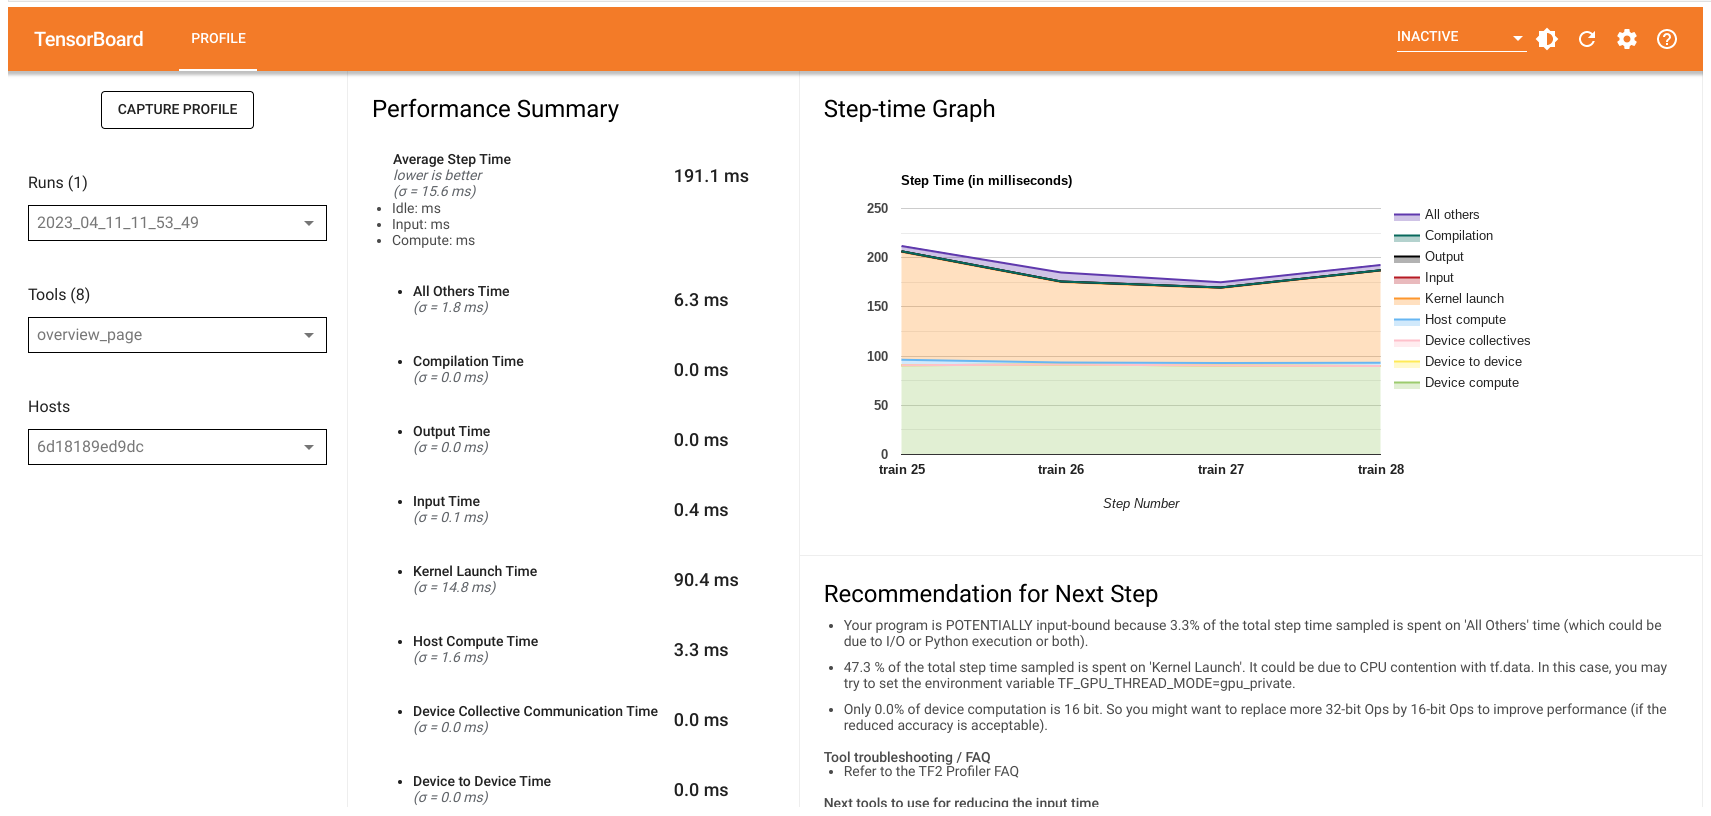 TensorBoard
PROFILE
INACTIVE
CAPTURE PROFILE
Runs (1)
2023_04_11_11_53_49
Tools (8)
overview_page
Hosts
6d18189ed9dc
Performance Summary
Average Step Time
lower is better
(σ = 15.6 ms)
191.1 ms
• Idle: ms
• Input: ms
• Compute: ms
• All Others Time
(σ = 1.8 ms)
6.3 ms
• Compilation Time
(σ = 0.0 ms)
0.0 ms
• Output Time
(σ = 0.0 ms)
0.0 ms
• Input Time
(σ = 0.1 ms)
0.4 ms
• Kernel Launch Time
(σ = 14.8 ms)
90.4 ms
• Host Compute Time
(σ = 1.6 ms)
3.3 ms
• Device Collective Communication Time
(σ = 0.0 ms)
0.0 ms
• Device to Device Time
(σ = 0.0 ms)
0.0 ms
Step-time Graph
Step Time (in milliseconds)
250
200
150
100
50
0
train 25
train 26
train 27
train 28
Step Number
All others
Compilation
Output
Input
Kernel launch
Host compute
Device collectives
Device to device
Device compute
Recommendation for Next Step
• Your program is POTENTIALLY input-bound because 3.3% of the total step time sampled is spent on 'All Others' time (which could be
due to I/O or Python execution or both).
• 47.3 % of the total step time sampled is spent on 'Kernel Launch'. It could be due to CPU contention with tf.data. In this case, you may
try to set the environment variable TF_GPU_THREAD_MODE=gpu_private.
• Only 0.0% of device computation is 16 bit. So you might want to replace more 32-bit Ops by 16-bit Ops to improve performance (if the
reduced accuracy is acceptable).
Tool troubleshooting / FAQ
• Refer to the TF2 Profiler FAQ
Next tools to use for reducing the input time